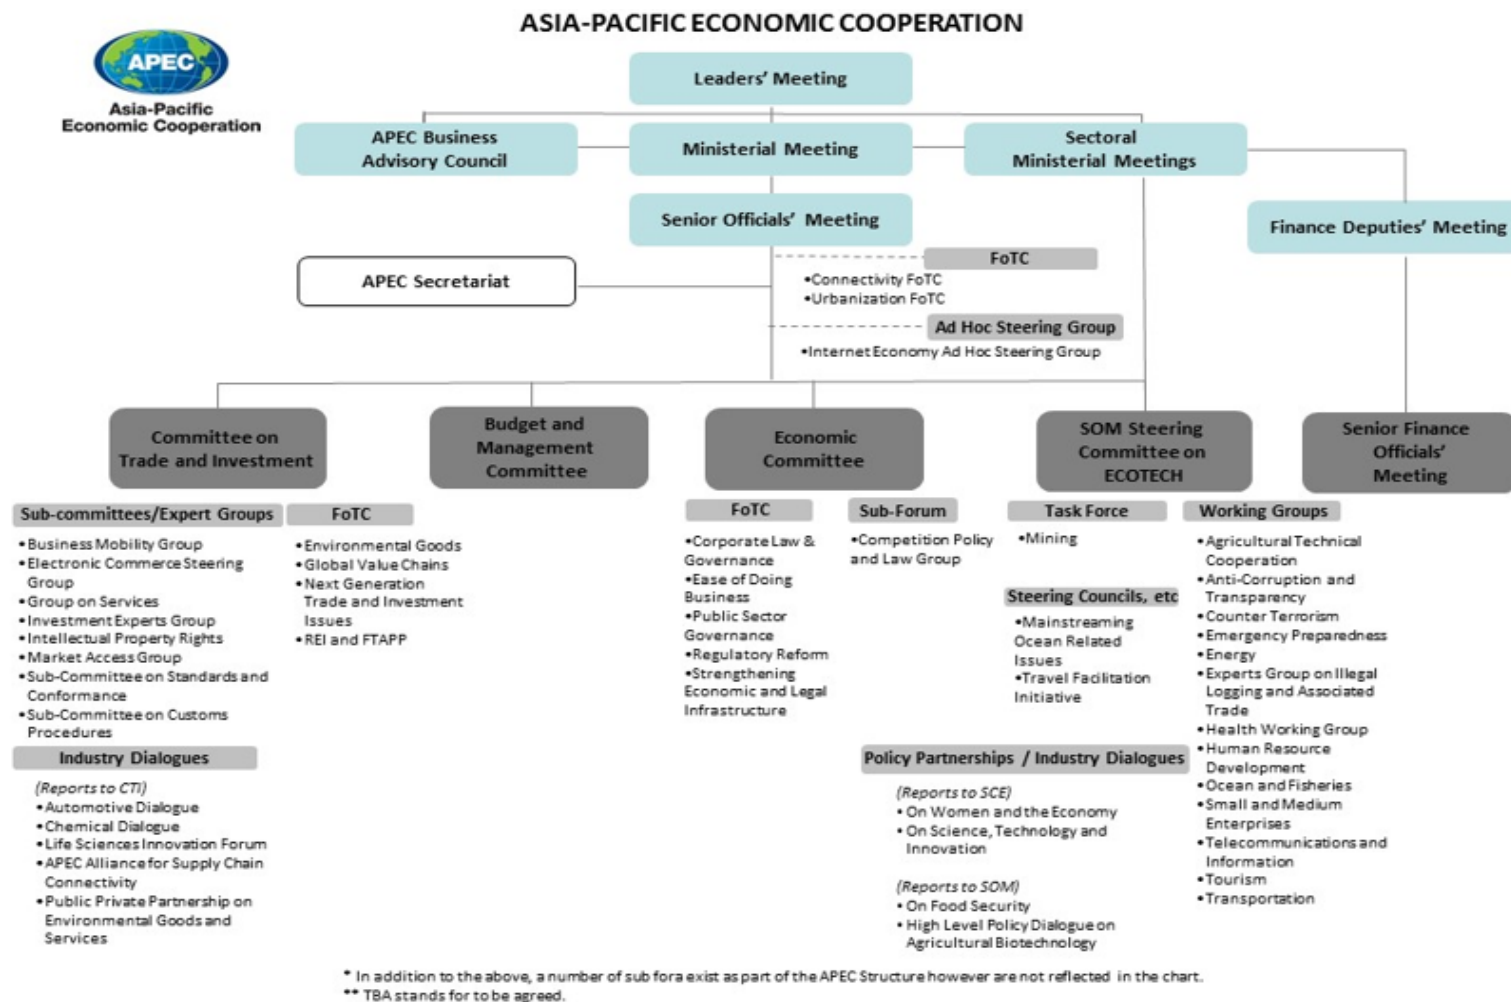 ASIA-PACIFIC ECONOMIC COOPERATION
APEC
Asia-Pacific
Economic Cooperation
Leaders’ Meeting
APEC Business
Advisory Council
Ministerial Meeting
Sectoral
Ministerial Meetings
Senior Officials’ Meeting
Finance Deputies’ Meeting
APEC Secretariat
FoTC
•Connectivity FoTC
•Urbanization FoTC
Ad Hoc Steering Group
•Internet Economy Ad Hoc Steering Group
Committee on
Trade and Investment
Budget and
Management
Committee
Economic
Committee
SOM Steering
Committee on
ECOTECH
Senior Finance
Officials’
Meeting
Sub-committees/Expert Groups
•Business Mobility Group
•Electronic Commerce Steering
Group
•Group on Services
•Investment Experts Group
•Intellectual Property Rights
•Market Access Group
•Sub-Committee on Standards and
Conformance
•Sub-Committee on Customs
Procedures
Industry Dialogues
(Reports to CTI)
•Automotive Dialogue
•Chemical Dialogue
•Life Sciences Innovation Forum
•APEC Alliance for Supply Chain
Connectivity
•Public Private Partnership on
Environmental Goods and
Services
FoTC
•Environmental Goods
•Global Value Chains
•Next Generation
Trade and Investment
Issues
•REI and FTAPP
FoTC
•Corporate Law &
Governance
•Ease of Doing
Business
•Public Sector
Governance
•Regulatory Reform
•Strengthening
Economic and Legal
Infrastructure
Sub-Forum
•Competition Policy
and Law Group
Task Force
•Mining
Steering Councils, etc
•Mainstreaming
Ocean Related
Issues
•Travel Facilitation
Initiative
Policy Partnerships / Industry Dialogues
(Reports to SCE)
•On Women and the Economy
•On Science, Technology and
Innovation
(Reports to SOM)
•On Food Security
•High Level Policy Dialogue on
Agricultural Biotechnology
Working Groups
•Agricultural Technical
Cooperation
•Anti-Corruption and
Transparency
•Counter Terrorism
•Emergency Preparedness
•Energy
•Experts Group on Illegal
Logging and Associated
Trade
•Health Working Group
•Human Resource
Development
•Ocean and Fisheries
•Small and Medium
Enterprises
•Telecommunications and
Information
•Tourism
•Transportation
* In addition to the above, a number of sub fora exist as part of the APEC Structure however are not reflected in the chart.
** TBA stands for to be agreed.